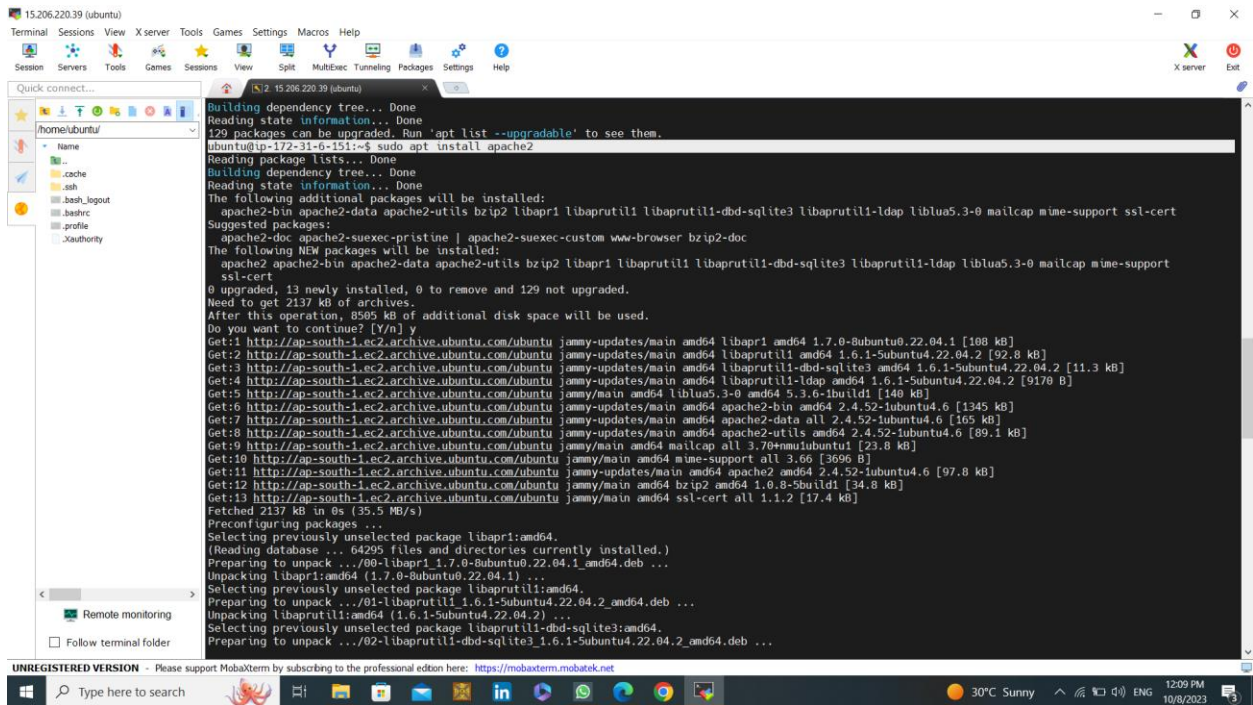 15.206.220.39 (ubuntu)
Terminal Sessions View X server Tools Games Settings Macros Help
Session Servers Tools Games Sessions View Split MultiExec Tunneling Packages Settings Help X server Exit
Quick connect...
2. 15.206.220.39 (ubuntu)
/home/ubuntu/
Name
..
.cache
.ssh
.bash_logout
.bashrc
.profile
.Xauthority
Remote monitoring
Follow terminal folder
Building dependency tree... Done
Reading state information... Done
129 packages can be upgraded. Run 'apt list --upgradable' to see them.
ubuntu@ip-172-31-6-151:~$ sudo apt install apache2
Reading package lists... Done
Building dependency tree... Done
Reading state information... Done
The following additional packages will be installed:
apache2-bin apache2-data apache2-utils bzip2 libapr1 libaprutil1 libaprutil1-dbd-sqlite3 libaprutil1-ldap liblua5.3-0 mailcap mime-support ssl-cert
Suggested packages:
apache2-doc apache2-suexec-pristine | apache2-suexec-custom www-browser bzip2-doc
The following NEW packages will be installed:
apache2 apache2-bin apache2-data apache2-utils bzip2 libapr1 libaprutil1 libaprutil1-dbd-sqlite3 libaprutil1-ldap liblua5.3-0 mailcap mime-support
ssl-cert
0 upgraded, 13 newly installed, 0 to remove and 129 not upgraded.
Need to get 2137 kB of archives.
After this operation, 8505 kB of additional disk space will be used.
Do you want to continue? [Y/n] y
Get:1 http://ap-south-1.ec2.archive.ubuntu.com/ubuntu jammy-updates/main amd64 libapr1 amd64 1.7.0-8ubuntu0.22.04.1 [108 kB]
Get:2 http://ap-south-1.ec2.archive.ubuntu.com/ubuntu jammy-updates/main amd64 libaprutil1 amd64 1.6.1-5ubuntu4.22.04.2 [92.8 kB]
Get:3 http://ap-south-1.ec2.archive.ubuntu.com/ubuntu jammy-updates/main amd64 libaprutil1-dbd-sqlite3 amd64 1.6.1-5ubuntu4.22.04.2 [11.3 kB]
Get:4 http://ap-south-1.ec2.archive.ubuntu.com/ubuntu jammy-updates/main amd64 libaprutil1-ldap amd64 1.6.1-5ubuntu4.22.04.2 [9170 B]
Get:5 http://ap-south-1.ec2.archive.ubuntu.com/ubuntu jammy/main amd64 liblua5.3-0 amd64 5.3.6-1build1 [140 kB]
Get:6 http://ap-south-1.ec2.archive.ubuntu.com/ubuntu jammy-updates/main amd64 apache2-bin amd64 2.4.52-1ubuntu4.6 [1345 kB]
Get:7 http://ap-south-1.ec2.archive.ubuntu.com/ubuntu jammy-updates/main amd64 apache2-data all 2.4.52-1ubuntu4.6 [165 kB]
Get:8 http://ap-south-1.ec2.archive.ubuntu.com/ubuntu jammy-updates/main amd64 apache2-utils amd64 2.4.52-1ubuntu4.6 [89.1 kB]
Get:9 http://ap-south-1.ec2.archive.ubuntu.com/ubuntu jammy/main amd64 mailcap all 3.70+nmu1ubuntu1 [23.8 kB]
Get:10 http://ap-south-1.ec2.archive.ubuntu.com/ubuntu jammy/main amd64 mime-support all 3.66 [3696 B]
Get:11 http://ap-south-1.ec2.archive.ubuntu.com/ubuntu jammy-updates/main amd64 apache2 amd64 2.4.52-1ubuntu4.6 [97.8 kB]
Get:12 http://ap-south-1.ec2.archive.ubuntu.com/ubuntu jammy/main amd64 bzip2 amd64 1.0.8-5build1 [34.8 kB]
Get:13 http://ap-south-1.ec2.archive.ubuntu.com/ubuntu jammy/main amd64 ssl-cert all 1.1.2 [17.4 kB]
Fetched 2137 kB in 0s (35.5 MB/s)
Preconfiguring packages ...
Selecting previously unselected package libapr1:amd64.
(Reading database ... 64295 files and directories currently installed.)
Preparing to unpack .../00-libapr1_1.7.0-8ubuntu0.22.04.1_amd64.deb ...
Unpacking libapr1:amd64 (1.7.0-8ubuntu0.22.04.1) ...
Selecting previously unselected package libaprutil1:amd64.
Preparing to unpack .../01-libaprutil1_1.6.1-5ubuntu4.22.04.2_amd64.deb ...
Unpacking libaprutil1:amd64 (1.6.1-5ubuntu4.22.04.2) ...
Selecting previously unselected package libaprutil1-dbd-sqlite3:amd64.
Preparing to unpack .../02-libaprutil1-dbd-sqlite3_1.6.1-5ubuntu4.22.04.2_amd64.deb ...
UNREGISTERED VERSION - Please support MobaXterm by subscribing to the professional edition here: https://mobaxterm.mobatek.net
Type here to search
30°C Sunny
ENG
12:09 PM
10/8/2023
3